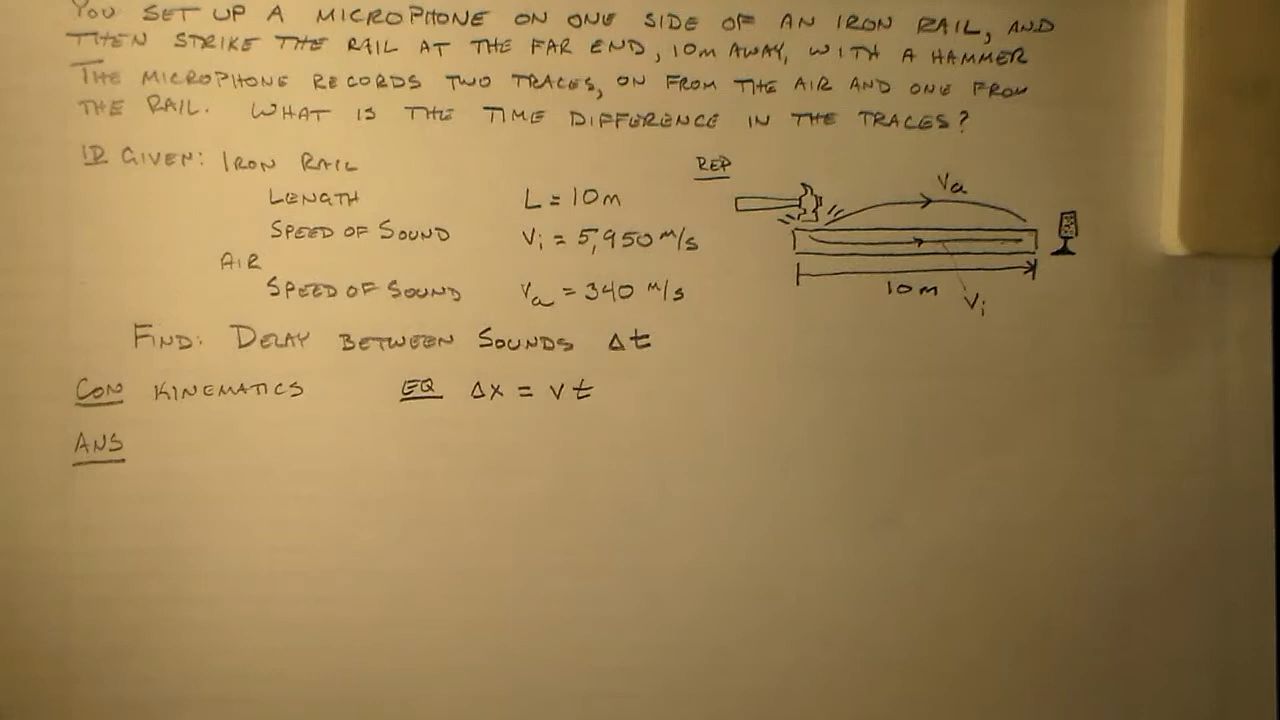 YOU SET UP A MICROPHONE ON ONE SIDE OF AN IRON RAIL, AND
THEN STRIKE THE RAIL AT THE FAR END, 10m AWAY, WITH A HAMMER
THE MICROPHONE RECORDS TWO TRACES, ON FROM THE AIR AND ONE FROM
THE RAIL. WHAT IS THE TIME DIFFERENCE IN THE TRACES?
ID GIVEN: IRON RAIL
LENGTH L = 10m
SPEED OF SOUND Vi = 5,950 m/s
AIR
SPEED OF SOUND Va = 340 m/s
FIND: DELAY BETWEEN SOUNDS Δt
REP
Va
10m
Vi
CON KINEMATICS EQ Δx = vt
ANS